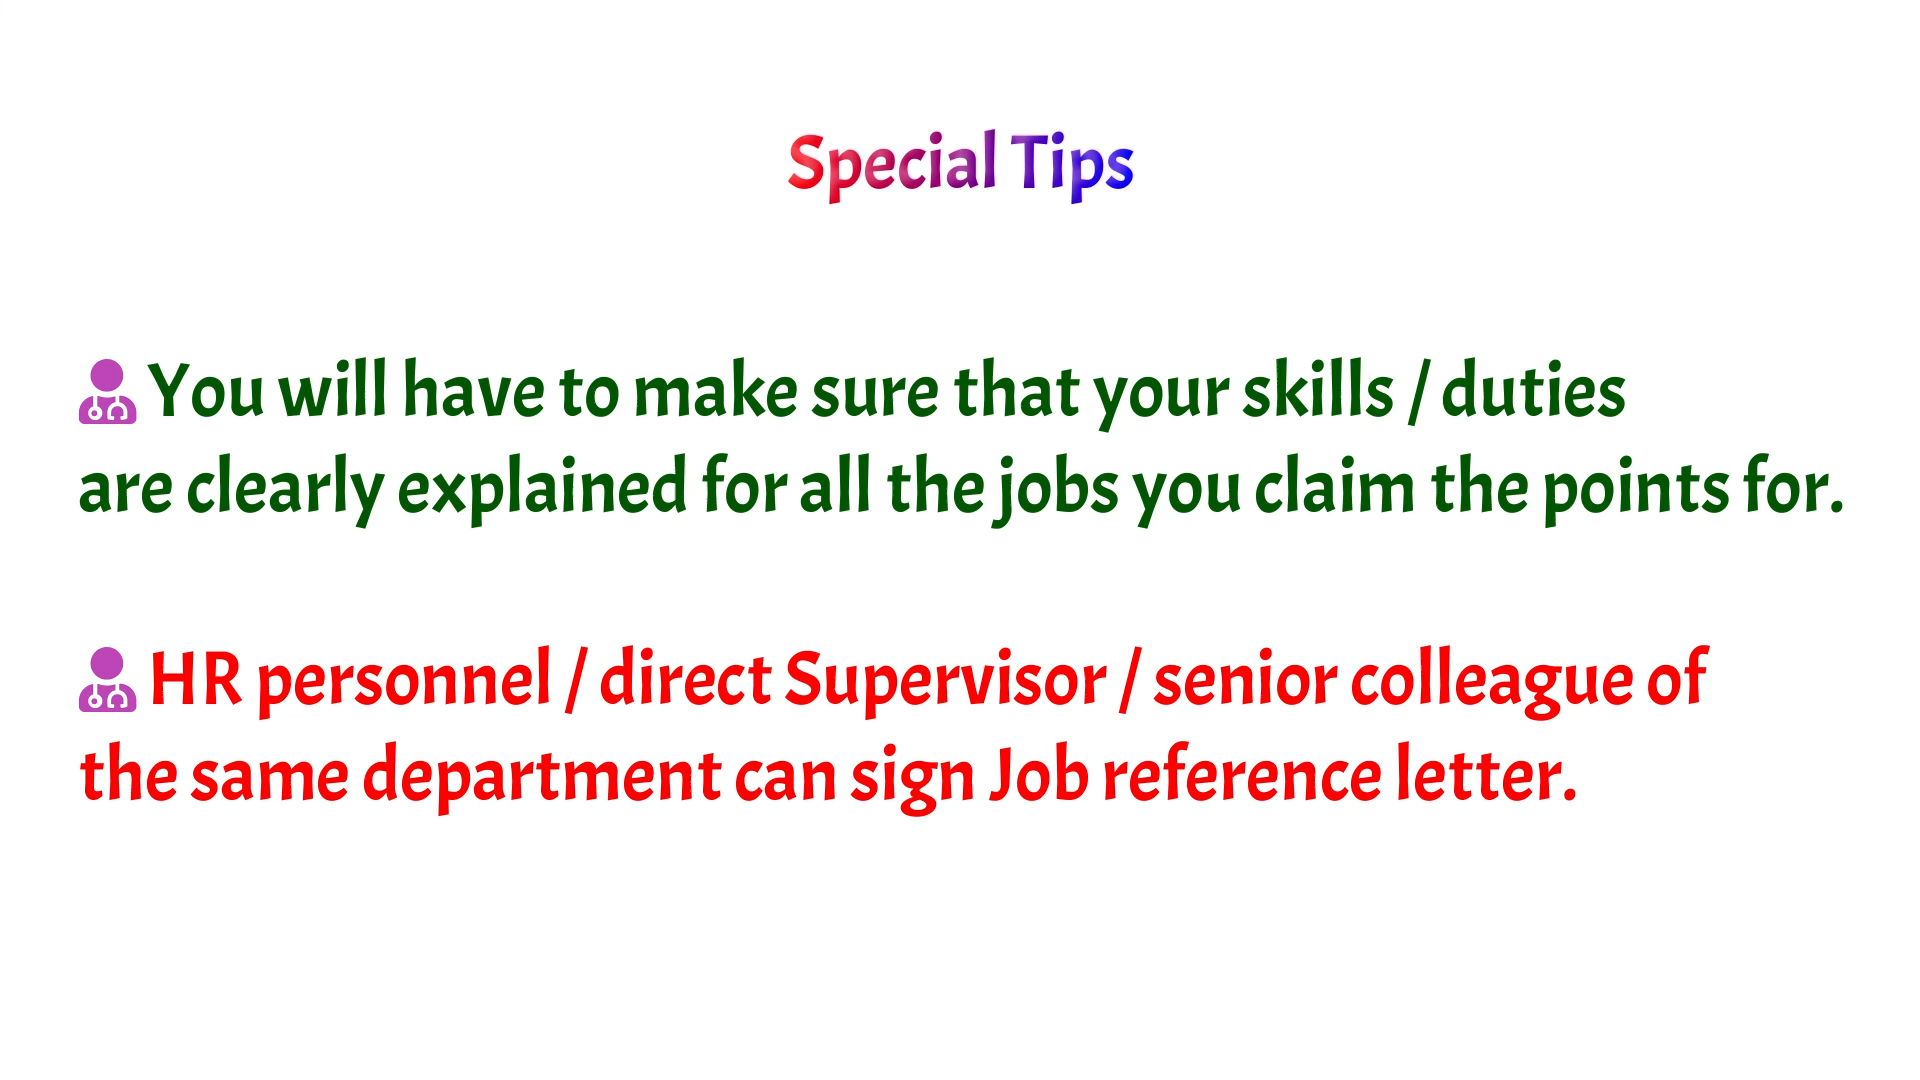 Special Tips
You will have to make sure that your skills / duties
are clearly explained for all the jobs you claim the points for.
HR personnel / direct Supervisor / senior colleague of
the same department can sign Job reference letter.